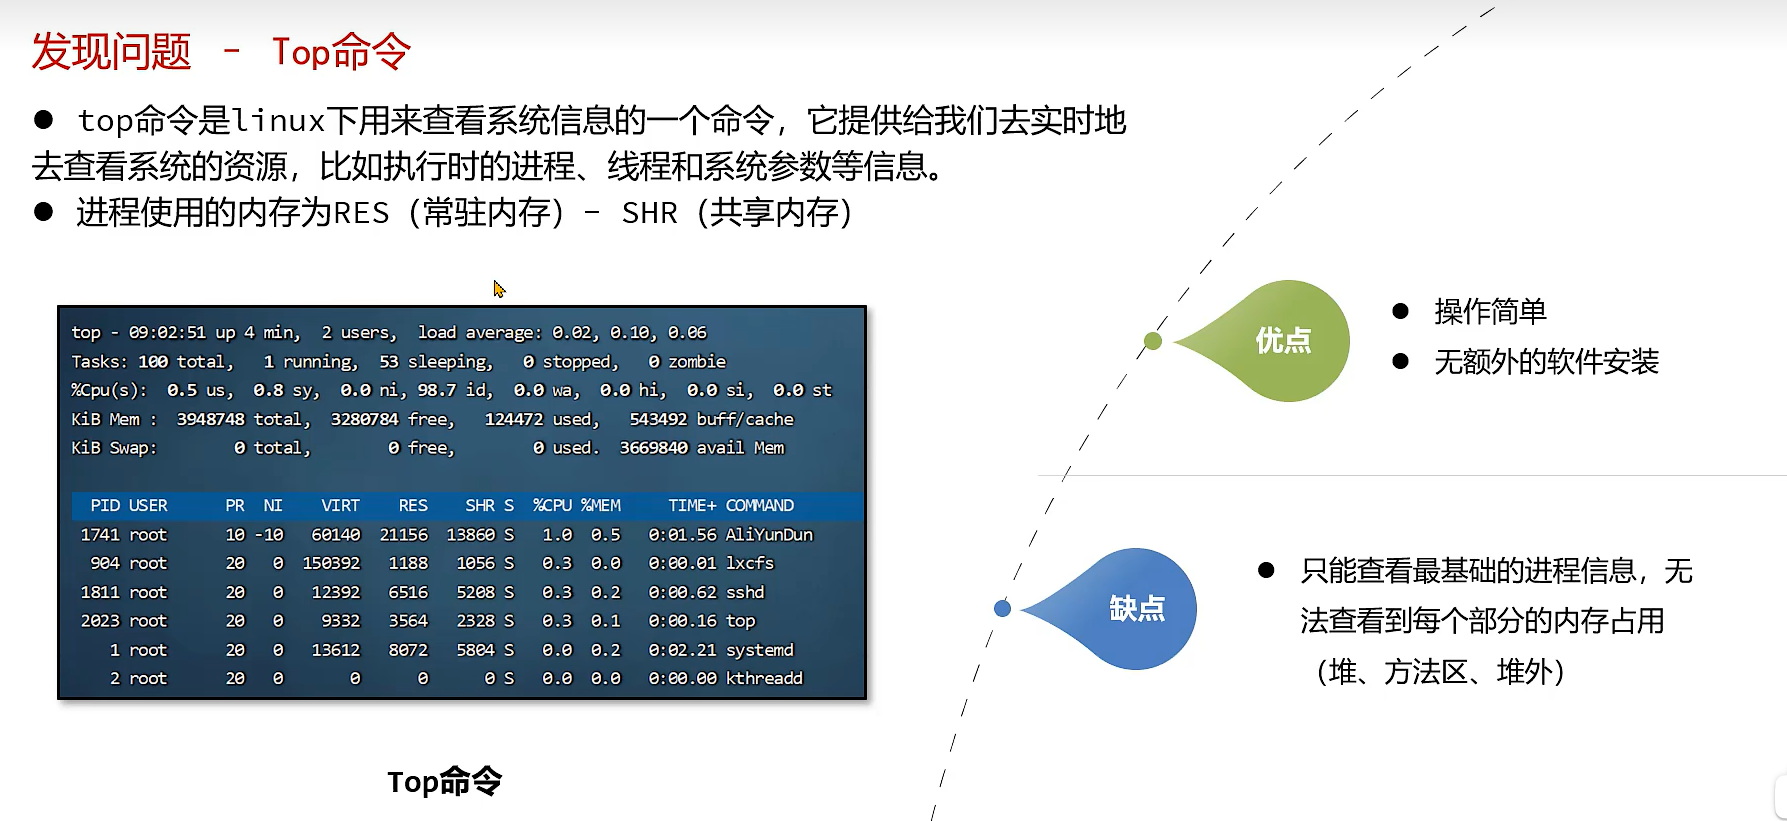 发现问题 - Top命令
● top命令是linux下用来查看系统信息的一个命令，它提供给我们去实时地
去查看系统的资源，比如执行时的进程、线程和系统参数等信息。
● 进程使用的内存为RES（常驻内存）- SHR（共享内存）
top - 09:02:51 up 4 min,  2 users,  load average: 0.02, 0.10, 0.06
Tasks: 100 total,   1 running,  53 sleeping,   0 stopped,   0 zombie
%Cpu(s):  0.5 us,  0.8 sy,  0.0 ni, 98.7 id,  0.0 wa,  0.0 hi,  0.0 si,  0.0 st
KiB Mem :  3948748 total,  3280784 free,   124472 used,   543492 buff/cache
KiB Swap:        0 total,        0 free,        0 used.  3669840 avail Mem
PID USER      PR  NI    VIRT    RES    SHR S  %CPU %MEM     TIME+ COMMAND
1741 root      10 -10   60140  21156  13860 S   1.0  0.5   0:01.56 AliYunDun
904 root      20   0  150392   1188   1056 S   0.3  0.0   0:00.01 lxcfs
1811 root      20   0   12392   6516   5208 S   0.3  0.2   0:00.62 sshd
2023 root      20   0    9332   3564   2328 S   0.3  0.1   0:00.16 top
1 root      20   0   13612   8072   5804 S   0.0  0.2   0:02.21 systemd
2 root      20   0       0      0      0 S   0.0  0.0   0:00.00 kthreadd
Top命令
优点
● 操作简单
● 无额外的软件安装
缺点
● 只能查看最基础的进程信息，无
法查看到每个部分的内存占用
（堆、方法区、堆外）